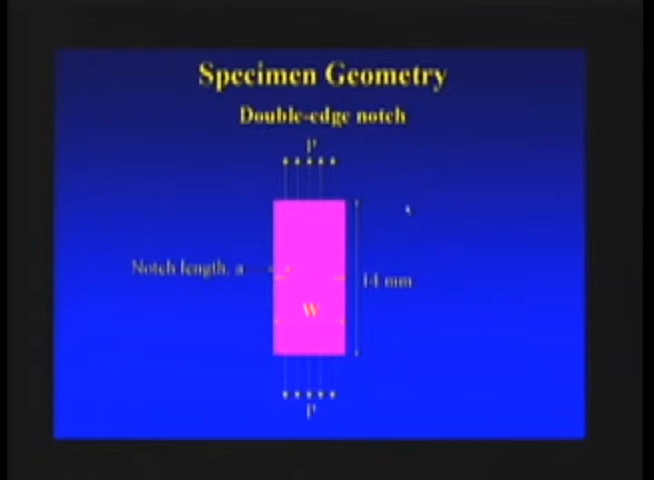 Specimen Geometry
Double-edge notch
P
Notch length, a
14 mm
W
P